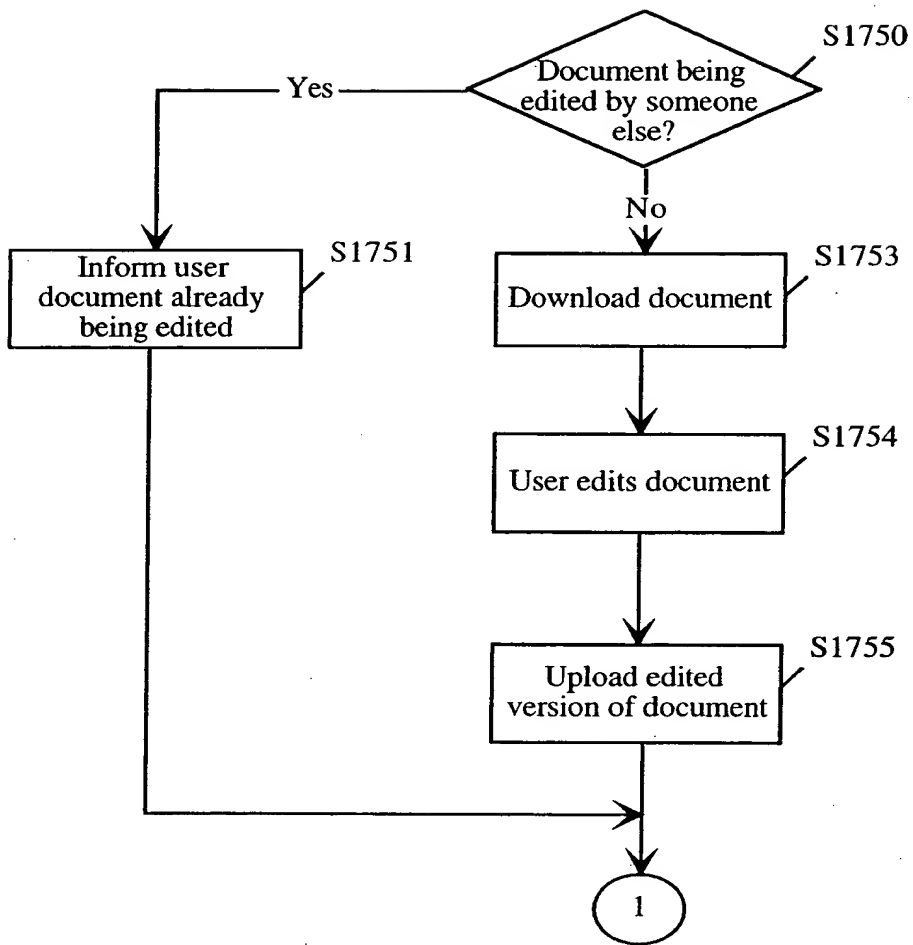 S1750
Document being
edited by someone
else?
Yes
No
S1751
Inform user
document already
being edited
S1753
Download document
S1754
User edits document
S1755
Upload edited
version of document
1